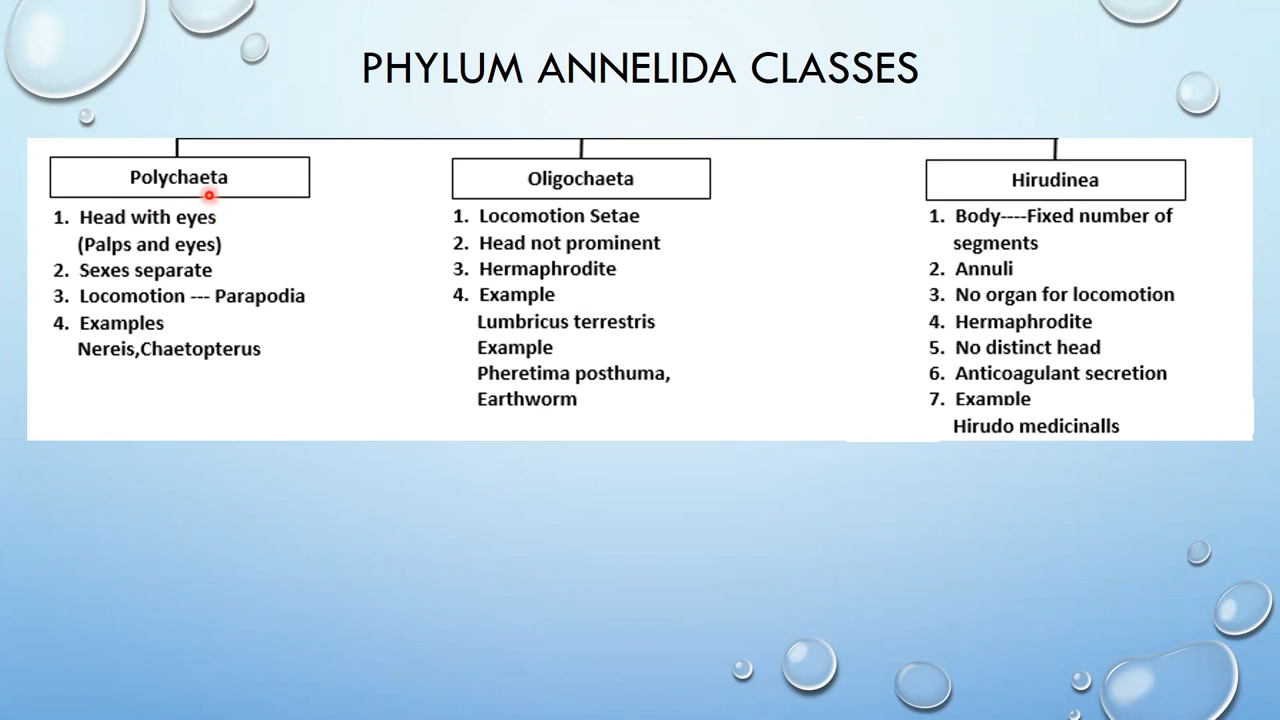 PHYLUM ANNELIDA CLASSES
Polychaeta
1. Head with eyes
(Palps and eyes)
2. Sexes separate
3. Locomotion --- Parapodia
4. Examples
Nereis,Chaetopterus
Oligochaeta
1. Locomotion Setae
2. Head not prominent
3. Hermaphrodite
4. Example
Lumbricus terrestris
Example
Pheretima posthuma,
Earthworm
Hirudinea
1. Body----Fixed number of
segments
2. Annuli
3. No organ for locomotion
4. Hermaphrodite
5. No distinct head
6. Anticoagulant secretion
7. Example
Hirudo medicinalls